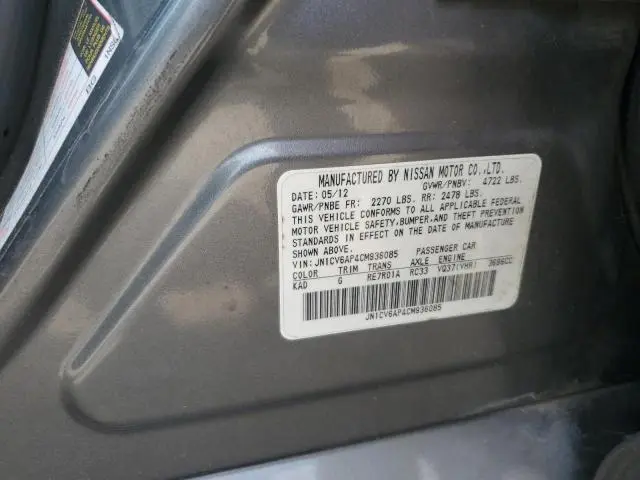 MANUFACTURED BY NISSAN MOTOR CO.,LTD.
DATE: 05/12 GVWR/PNBV: 4722 LBS.
GAWR/PNBE FR: 2270 LBS. RR: 2478 LBS.
THIS VEHICLE CONFORMS TO ALL APPLICABLE FEDERAL
MOTOR VEHICLE SAFETY,BUMPER,AND THEFT PREVENTION
STANDARDS IN EFFECT ON THE DATE OF MANUFACTURE
SHOWN ABOVE.
VIN: JN1CV6AP4CM936085 PASSENGER CAR
COLOR TRIM TRANS AXLE ENGINE
KAD G RE7R01A RC33 VQ37(VHR) 3696CC
JN1CV6AP4CM936085